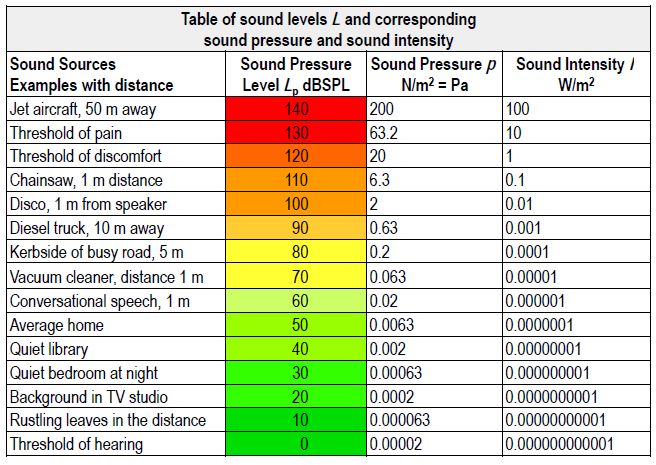 Table of sound levels L and corresponding
sound pressure and sound intensity
Sound Sources Sound Pressure Sound Pressure p Sound Intensity I
Examples with distance Level Lp dBSPL N/m2 = Pa W/m2
Jet aircraft, 50 m away 140 200 100
Threshold of pain 130 63.2 10
Threshold of discomfort 120 20 1
Chainsaw, 1 m distance 110 6.3 0.1
Disco, 1 m from speaker 100 2 0.01
Diesel truck, 10 m away 90 0.63 0.001
Kerbside of busy road, 5 m 80 0.2 0.0001
Vacuum cleaner, distance 1 m 70 0.063 0.00001
Conversational speech, 1 m 60 0.02 0.000001
Average home 50 0.0063 0.0000001
Quiet library 40 0.002 0.00000001
Quiet bedroom at night 30 0.00063 0.000000001
Background in TV studio 20 0.0002 0.0000000001
Rustling leaves in the distance 10 0.000063 0.00000000001
Threshold of hearing 0 0.00002 0.000000000001